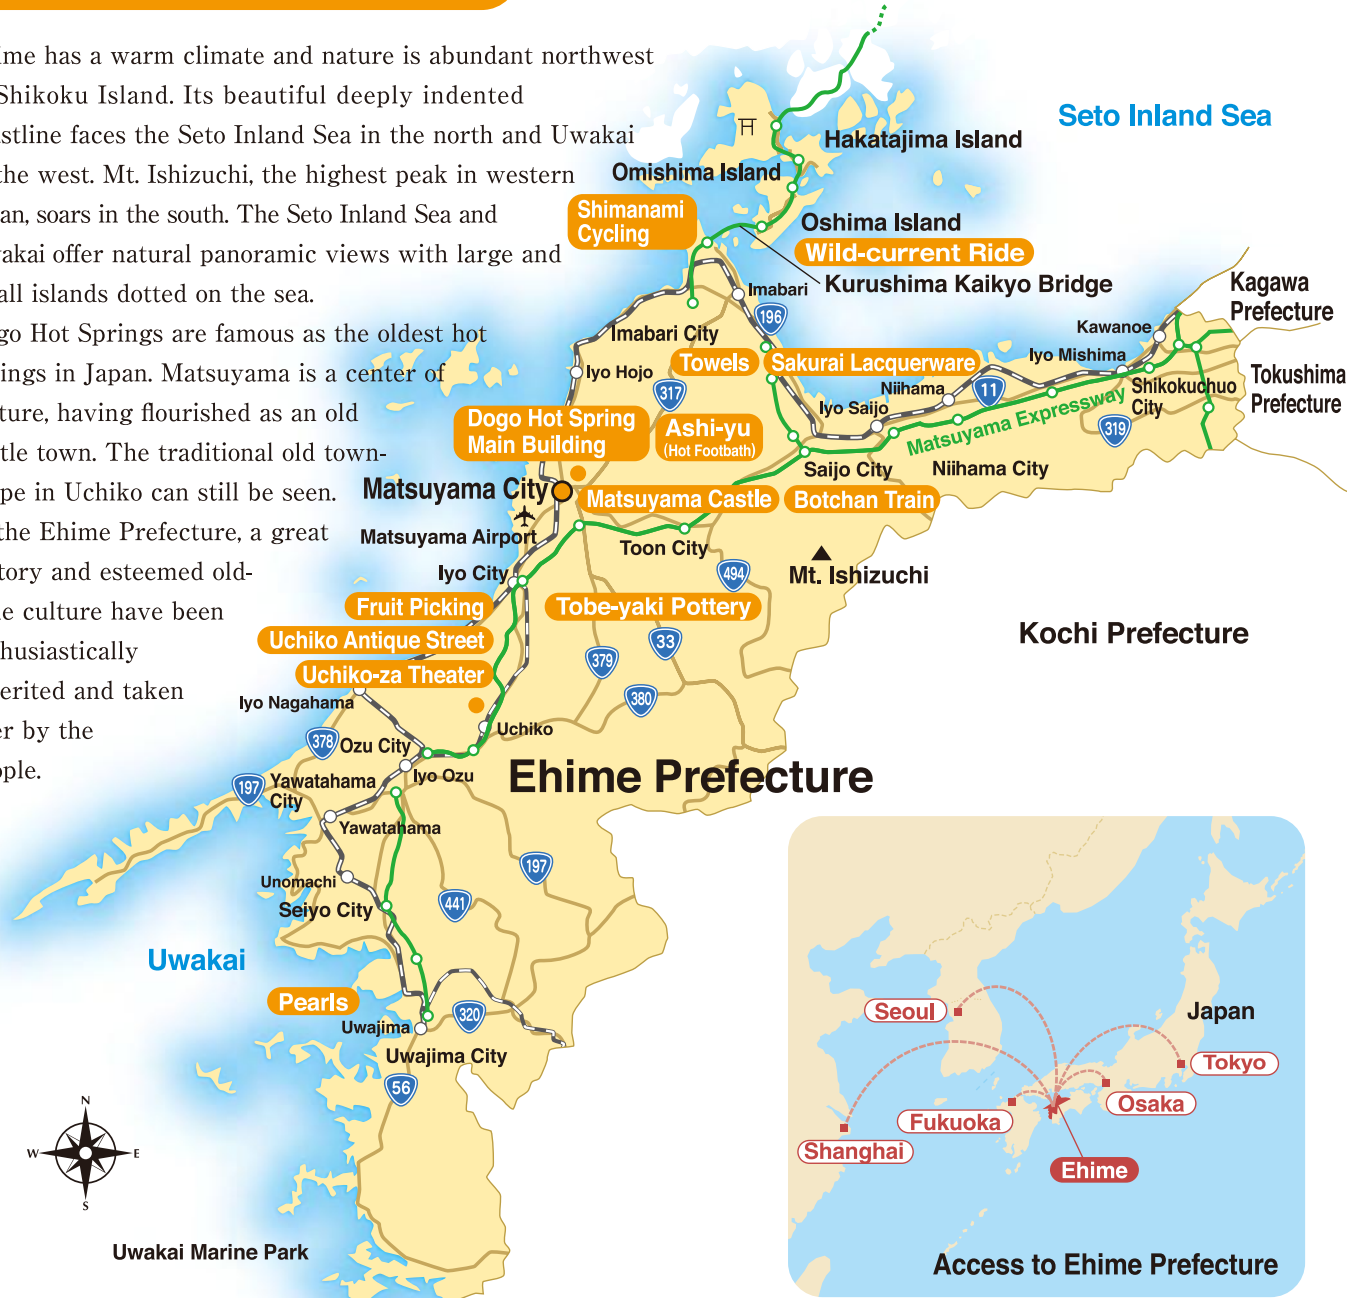 ime has a warm climate and nature is abundant northwest
Shikoku Island. Its beautiful deeply indented
stline faces the Seto Inland Sea in the north and Uwakai
the west. Mt. Ishizuchi, the highest peak in western
an, soars in the south. The Seto Inland Sea and
akai offer natural panoramic views with large and
all islands dotted on the sea.
go Hot Springs are famous as the oldest hot
ings in Japan. Matsuyama is a center of
ture, having flourished as an old
tle town. The traditional old town-
pe in Uchiko can still be seen.
the Ehime Prefecture, a great
tory and esteemed old-
e culture have been
husiastically
erited and taken
er by the
ople.
Seto Inland Sea
Hakatajima Island
Omishima Island
Shimanami
Cycling
Oshima Island
Wild-current Ride
Kurushima Kaikyo Bridge
Imabari
196
Imabari City
Kagawa
Prefecture
Kawanoe
Iyo Mishima
Towels
Sakurai Lacquerware
Iyo Hojo
317
Niihama
11
Shikokuchuo
City
Tokushima
Prefecture
Iyo Saijo
Matsuyama Expressway
319
Dogo Hot Spring
Main Building
Ashi-yu
(Hot Footbath)
Saijo City
Niihama City
Matsuyama City
Matsuyama Castle
Botchan Train
Matsuyama Airport
Toon City
Mt. Ishizuchi
Iyo City
494
Fruit Picking
Tobe-yaki Pottery
Uchiko Antique Street
33
Kochi Prefecture
Uchiko-za Theater
379
380
Iyo Nagahama
Uchiko
378
Ozu City
Iyo Ozu
Ehime Prefecture
197
Yawatahama
City
Yawatahama
197
Unomachi
441
Seiyo City
Uwakai
Pearls
Uwajima
320
Uwajima City
56
N
W
E
S
Uwakai Marine Park
Seoul
Japan
Tokyo
Osaka
Fukuoka
Shanghai
Ehime
Access to Ehime Prefecture